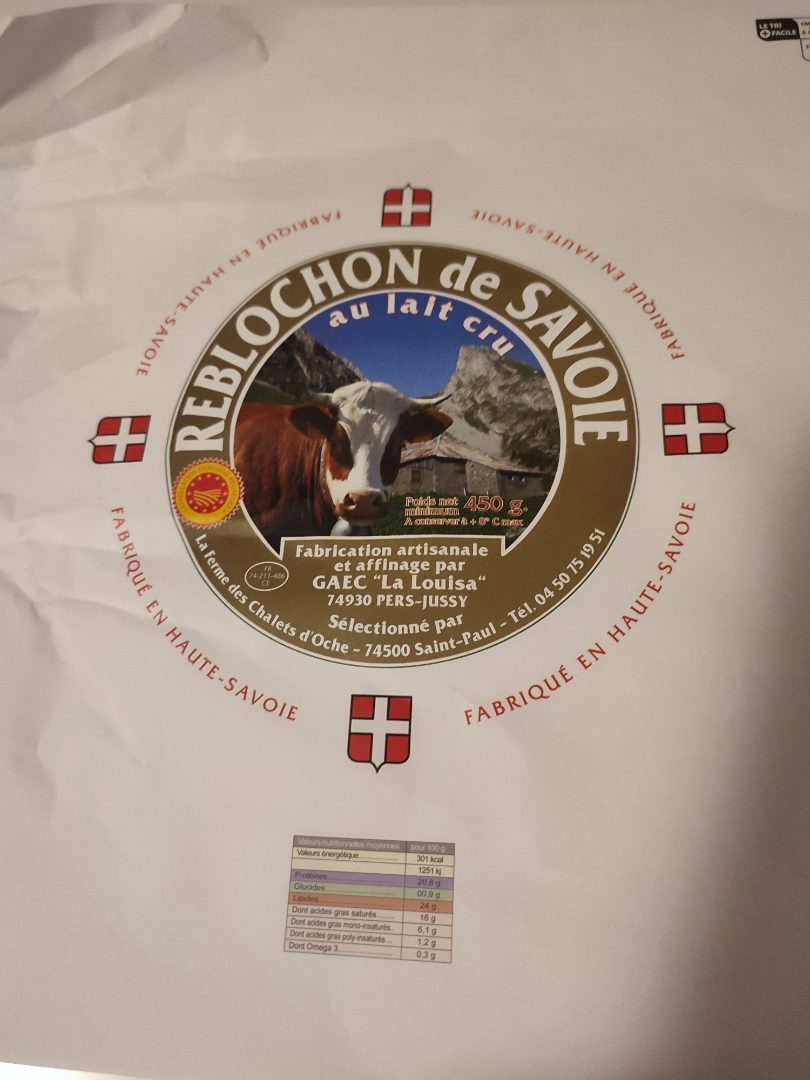 LE TRI
+ FACILE
FABRIQUÉ EN HAUTE-SAVOIE
FABRIQUÉ EN HAUTE-SAVOIE
REBLOCHON de SAVOIE
au lait cru
Poids net
minimum 450 g.
A conserver à + 8° C max
Fabrication artisanale
et affinage par
GAEC "La Louisa"
74930 PERS-JUSSY
Sélectionné par
La Ferme des Chalets d'Oche - 74500 Saint-Paul - Tél. 04 50 75 19 51
FR
74-211-486
CE
FABRIQUÉ EN HAUTE-SAVOIE
FABRIQUÉ EN HAUTE-SAVOIE
Valeurs nutritionnelles moyennes pour 100 g
Valeurs énergétique 301 kcal
1251 kj
Protéines 20,8 g
Glucides 00,9 g
Lipides 24 g
Dont acides gras saturés 16 g
Dont acides gras mono-insaturés 6,1 g
Dont acides gras poly-insaturés 1,2 g
Dont Omega 3 0,3 g